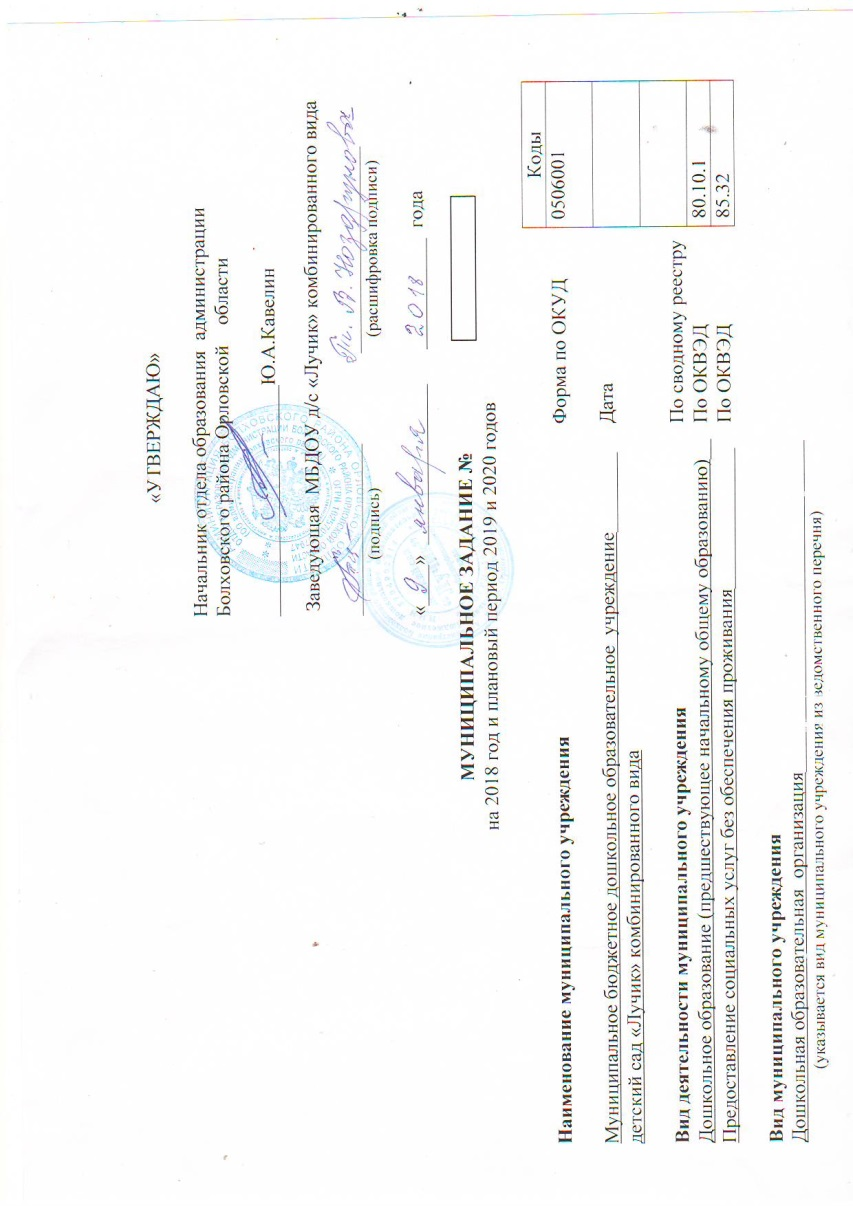 «УТВЕРЖДАЮ»
Начальник отдела образования администрации
Болховского района Орловской области
Ю.А.Кавелин
Заведующая МБДОУ д/с «Лучик» комбинированного вида
(подпись) (расшифровка подписи)
« 9 » января 2018 года
МУНИЦИПАЛЬНОЕ ЗАДАНИЕ №
на 2018 год и плановый период 2019 и 2020 годов
Коды
Форма по ОКУД 0506001
Наименование муниципального учреждения
Дата
Муниципальное бюджетное дошкольное образовательное учреждение
детский сад «Лучик» комбинированного вида
По сводному реестру
Вид деятельности муниципального учреждения
Дошкольное образование (предшествующее начальному общему образованию) По ОКВЭД 80.10.1
Предоставление социальных услуг без обеспечения проживания По ОКВЭД 85.32
Вид муниципального учреждения
Дошкольная образовательная организация
(указывается вид муниципального учреждения из ведомственного перечня)